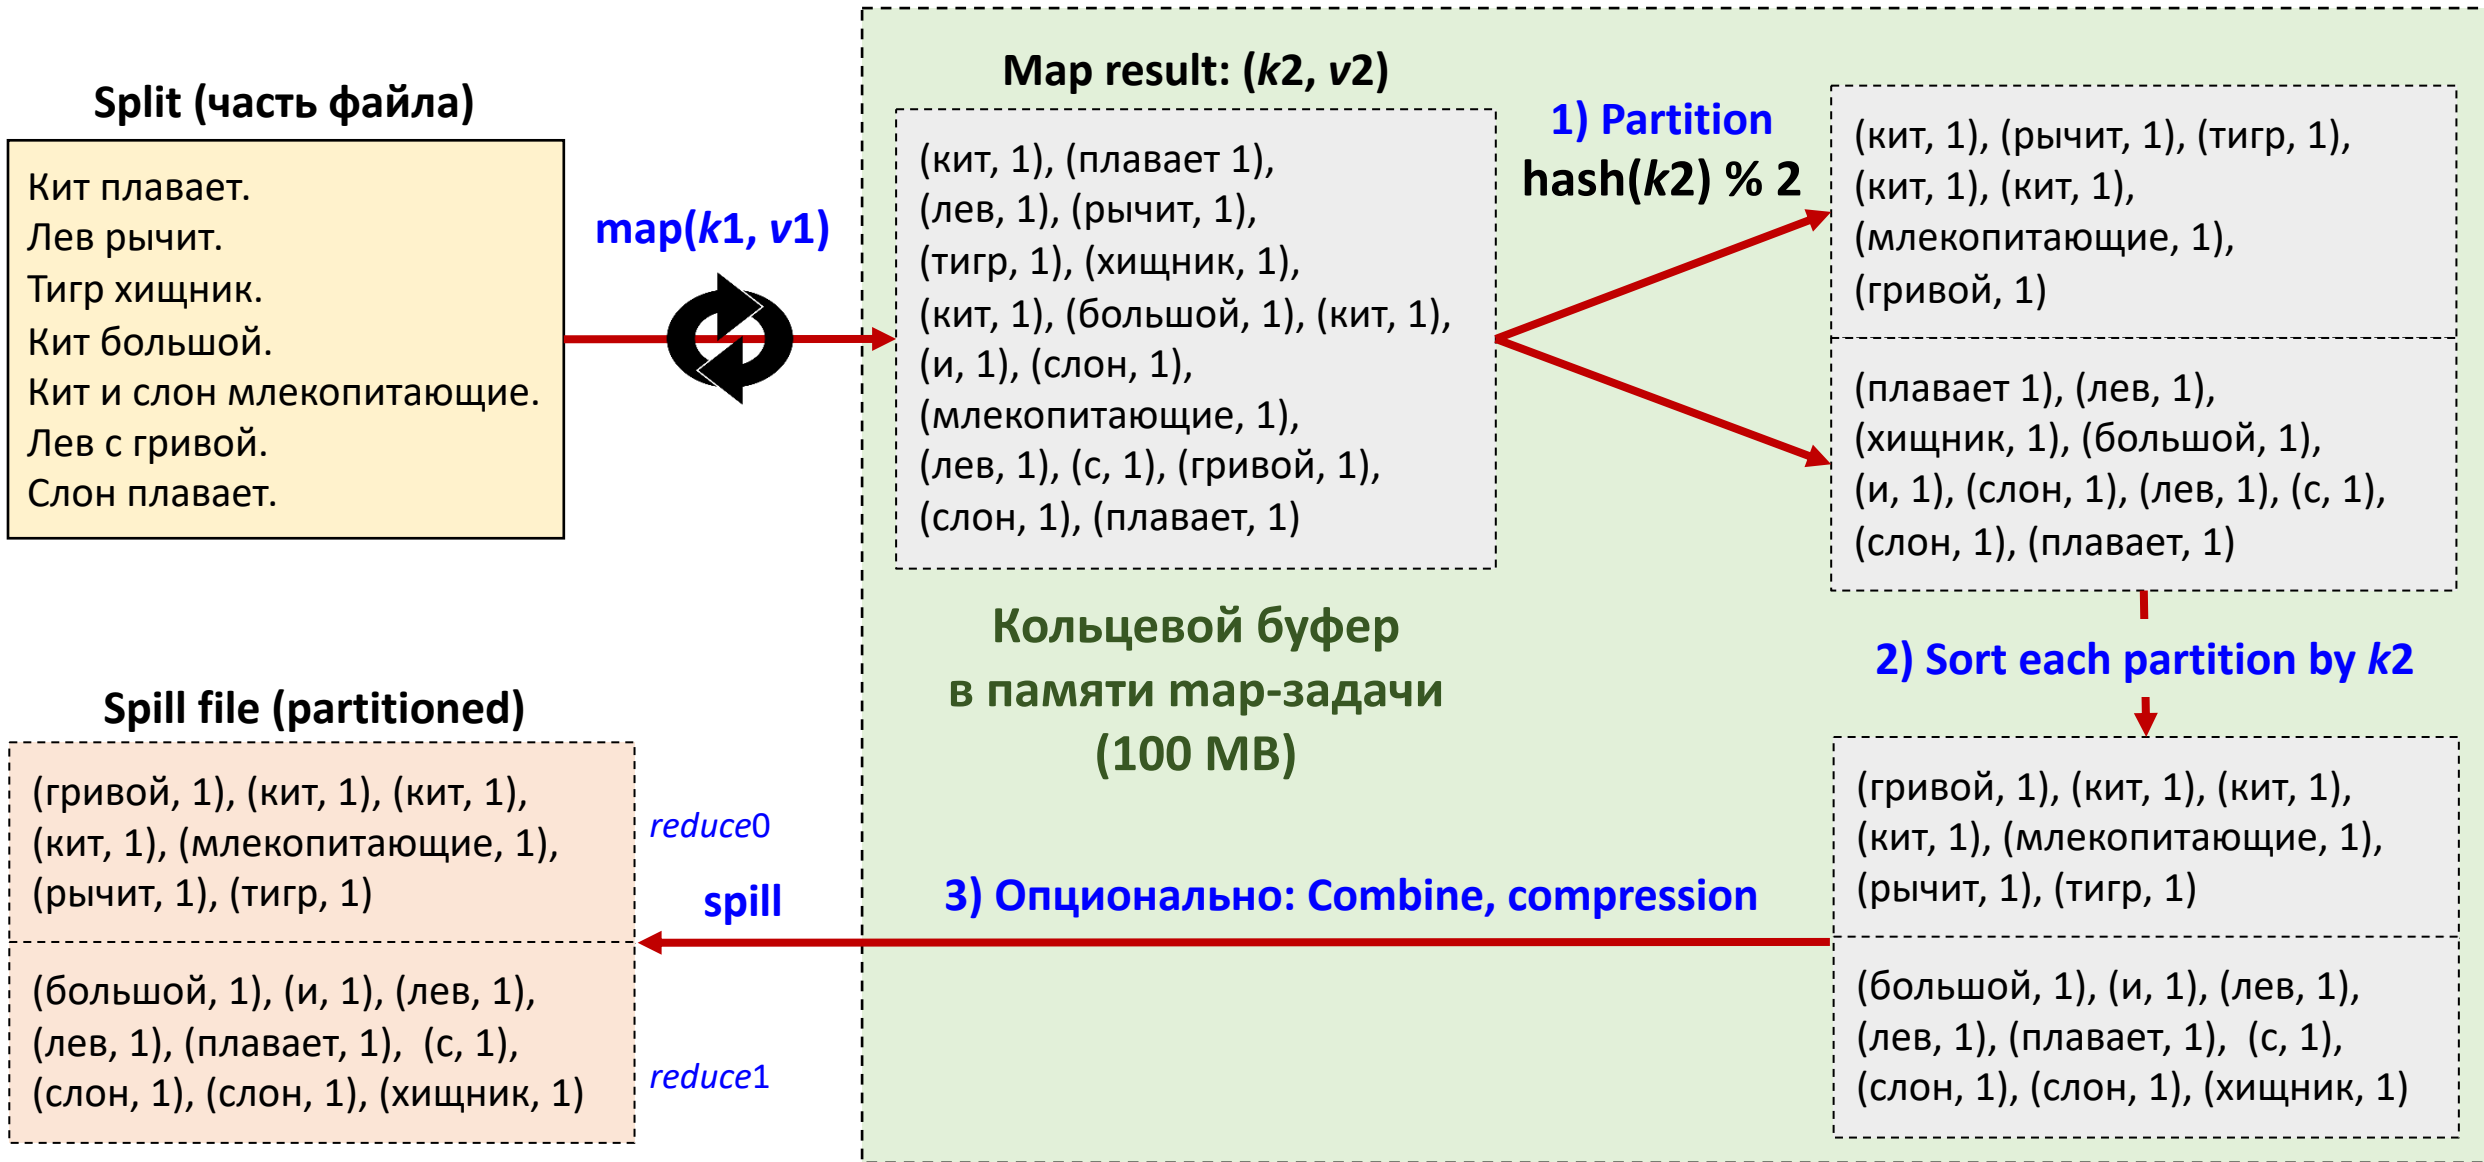 Split (часть файла)
Кит плавает.
Лев рычит.
Тигр хищник.
Кит большой.
Кит и слон млекопитающие.
Лев с гривой.
Слон плавает.
map(k1, v1)
Map result: (k2, v2)
(кит, 1), (плавает 1),
(лев, 1), (рычит, 1),
(тигр, 1), (хищник, 1),
(кит, 1), (большой, 1), (кит, 1),
(и, 1), (слон, 1),
(млекопитающие, 1),
(лев, 1), (с, 1), (гривой, 1),
(слон, 1), (плавает, 1)
1) Partition
hash(k2) % 2
(кит, 1), (рычит, 1), (тигр, 1),
(кит, 1), (кит, 1),
(млекопитающие, 1),
(гривой, 1)
(плавает 1), (лев, 1),
(хищник, 1), (большой, 1),
(и, 1), (слон, 1), (лев, 1), (с, 1),
(слон, 1), (плавает, 1)
Кольцевой буфер
в памяти map-задачи
(100 MB)
2) Sort each partition by k2
(гривой, 1), (кит, 1), (кит, 1),
(кит, 1), (млекопитающие, 1),
(рычит, 1), (тигр, 1)
(большой, 1), (и, 1), (лев, 1),
(лев, 1), (плавает, 1), (с, 1),
(слон, 1), (слон, 1), (хищник, 1)
3) Опционально: Combine, compression
spill
Spill file (partitioned)
(гривой, 1), (кит, 1), (кит, 1),
(кит, 1), (млекопитающие, 1),
(рычит, 1), (тигр, 1)
reduce0
(большой, 1), (и, 1), (лев, 1),
(лев, 1), (плавает, 1), (с, 1),
(слон, 1), (слон, 1), (хищник, 1)
reduce1